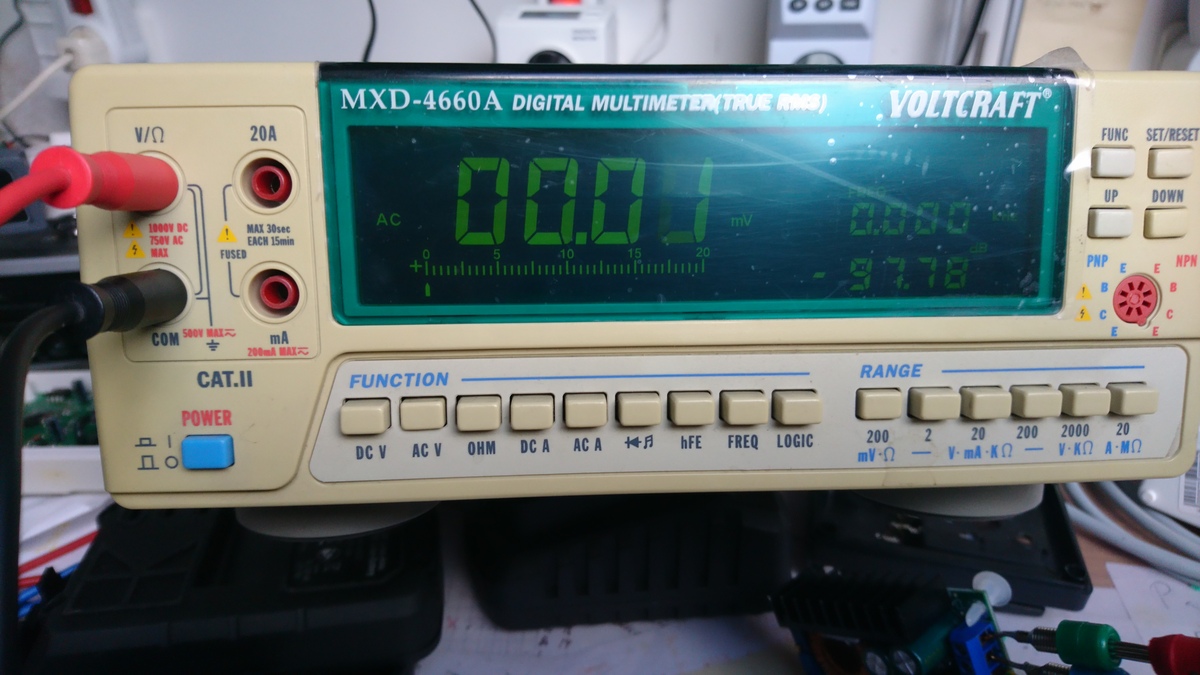 MXD-4660A DIGITAL MULTIMETER (TRUE RMS) VOLTCRAFT®
V/Ω 20A
1000V DC
750V AC
MAX
MAX 30sec
EACH 15min
FUSED
COM 500V MAX
mA
200mA MAX
CAT.II
POWER
I
O
AC 00.01 mV
0 5 10 15 20
+
0.000
dB
-97.78
FUNC SET/RESET
UP DOWN
PNP NPN
E E
B B
C C
E E
FUNCTION
DC V AC V OHM DC A AC A hFE FREQ LOGIC
RANGE
200 2 20 200 2000 20
mV·Ω V·mA·KΩ V·KΩ A·MΩ